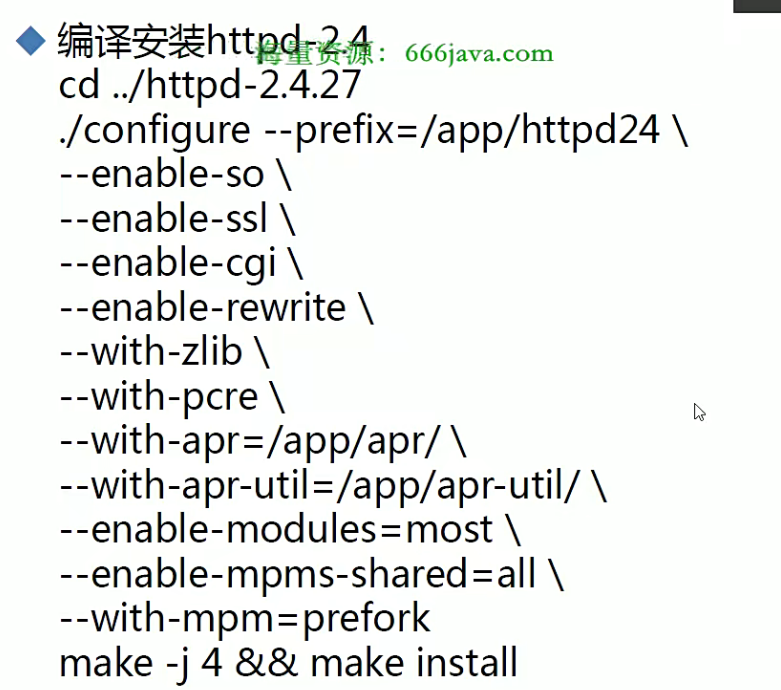 编译安装httpd-2.4
海量资源：666java.com
cd ../httpd-2.4.27
./configure --prefix=/app/httpd24 \
--enable-so \
--enable-ssl \
--enable-cgi \
--enable-rewrite \
--with-zlib \
--with-pcre \
--with-apr=/app/apr/ \
--with-apr-util=/app/apr-util/ \
--enable-modules=most \
--enable-mpms-shared=all \
--with-mpm=prefork
make -j 4 && make install